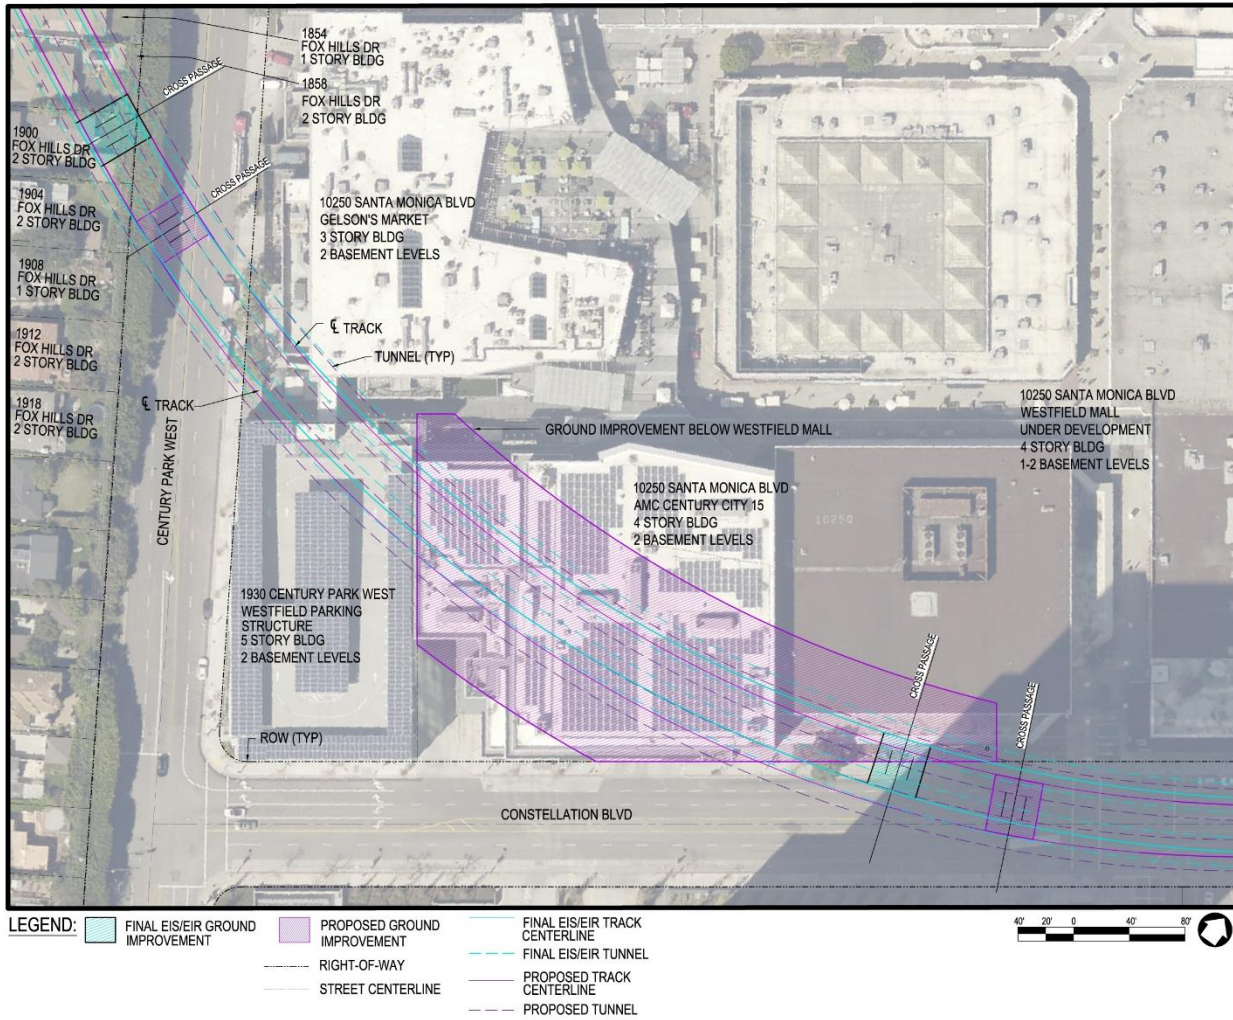 1854
FOX HILLS DR
1 STORY BLDG
1858
FOX HILLS DR
2 STORY BLDG
CROSS PASSAGE
1900
FOX HILLS DR
2 STORY BLDG
CROSS PASSAGE
1904
FOX HILLS DR
2 STORY BLDG
10250 SANTA MONICA BLVD
GELSON'S MARKET
3 STORY BLDG
2 BASEMENT LEVELS
1908
FOX HILLS DR
1 STORY BLDG
1912
FOX HILLS DR
2 STORY BLDG
℄ TRACK
TUNNEL (TYP)
1918
FOX HILLS DR
2 STORY BLDG
℄ TRACK
CENTURY PARK WEST
GROUND IMPROVEMENT BELOW WESTFIELD MALL
10250 SANTA MONICA BLVD
WESTFIELD MALL
UNDER DEVELOPMENT
4 STORY BLDG
1-2 BASEMENT LEVELS
10250 SANTA MONICA BLVD
AMC CENTURY CITY 15
4 STORY BLDG
2 BASEMENT LEVELS
10250
1930 CENTURY PARK WEST
WESTFIELD PARKING
STRUCTURE
5 STORY BLDG
2 BASEMENT LEVELS
CROSS PASSAGE
CROSS PASSAGE
ROW (TYP)
CONSTELLATION BLVD
LEGEND:
FINAL EIS/EIR GROUND
IMPROVEMENT
PROPOSED GROUND
IMPROVEMENT
RIGHT-OF-WAY
STREET CENTERLINE
FINAL EIS/EIR TRACK
CENTERLINE
FINAL EIS/EIR TUNNEL
PROPOSED TRACK
CENTERLINE
PROPOSED TUNNEL
40' 20' 0 40' 80'